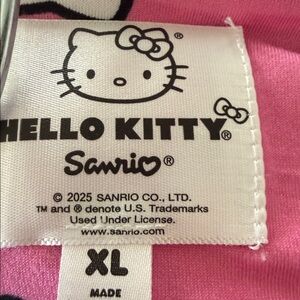 HELLO KITTY®
Sanrio®
© 2025 SANRIO CO., LTD.
TM and ® denote U.S. Trademarks
Used Under License.
www.sanrio.com
XL
MADE